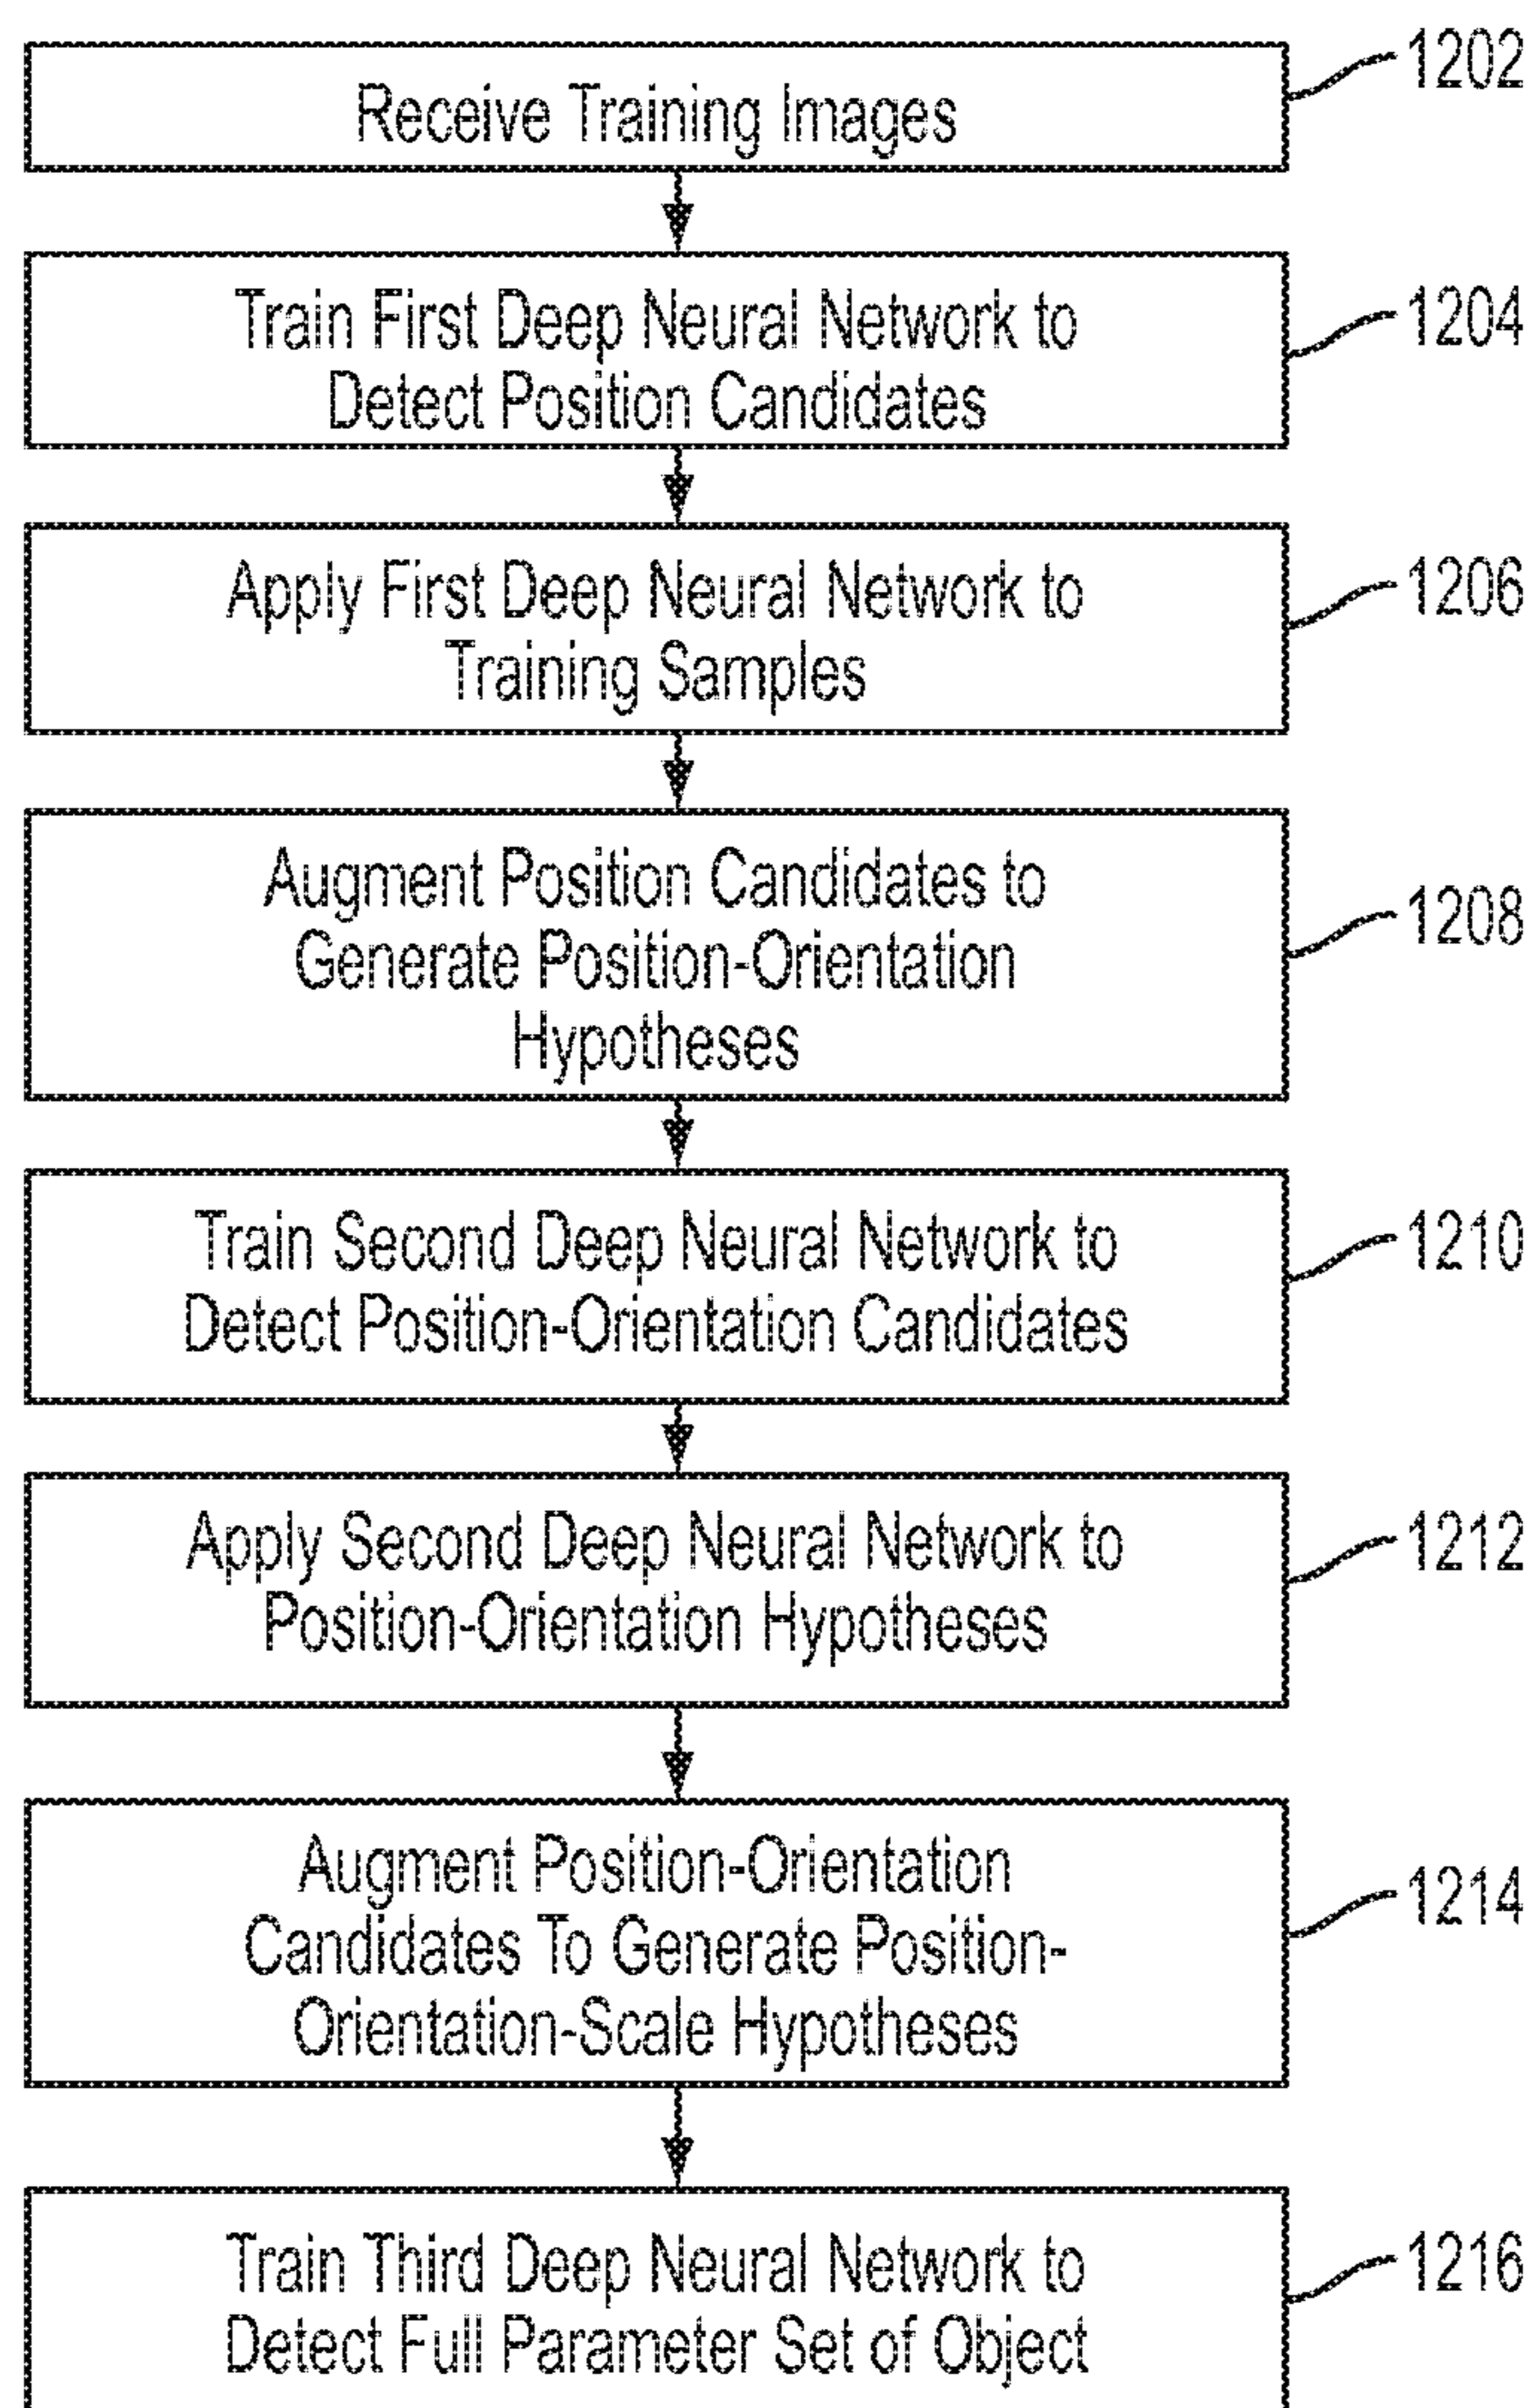 1202
Receive Training Images
1204
Train First Deep Neural Network to
Detect Position Candidates
1206
Apply First Deep Neural Network to
Training Samples
1208
Augment Position Candidates to
Generate Position-Orientation
Hypotheses
1210
Train Second Deep Neural Network to
Detect Position-Orientation Candidates
1212
Apply Second Deep Neural Network to
Position-Orientation Hypotheses
1214
Augment Position-Orientation
Candidates To Generate Position-
Orientation-Scale Hypotheses
1216
Train Third Deep Neural Network to
Detect Full Parameter Set of Object